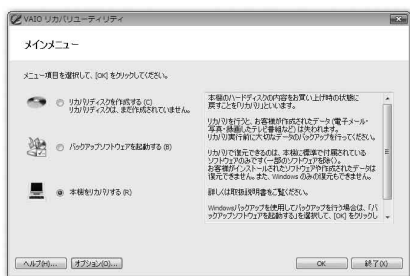 VAIO リカバリユーティリティ
メインメニュー
メニュー項目を選択して、[OK] をクリックしてください。
リカバリディスクを作成する (C)
リカバリディスクは、まだ作成されていません。
バックアップソフトウェアを起動する (B)
本機をリカバリする (R)
本機のハードディスクの内容をお買い上げ時の状態に
戻すことを「リカバリ」といいます。
リカバリを行うと、お客様が作成されたデータ (電子メール・
写真・録画したテレビ番組など) は失われます。
リカバリ実行前に大切なデータのバックアップを行ってください。
リカバリで復元できるのは、本機に標準で付属されている
ソフトウェアのみです (一部のソフトウェアを除く)。
お客様がインストールされたソフトウェアや作成されたデータは
復元できません。また、Windows のみの復元もできません。
詳しくは取扱説明書をご覧ください。
Windowsバックアップを使用してバックアップを行う場合は、「バ
ックアップソフトウェアを起動する」を選択して、[OK] をクリックし
ヘルプ(H)...
オプション(O)...
OK
終了(X)